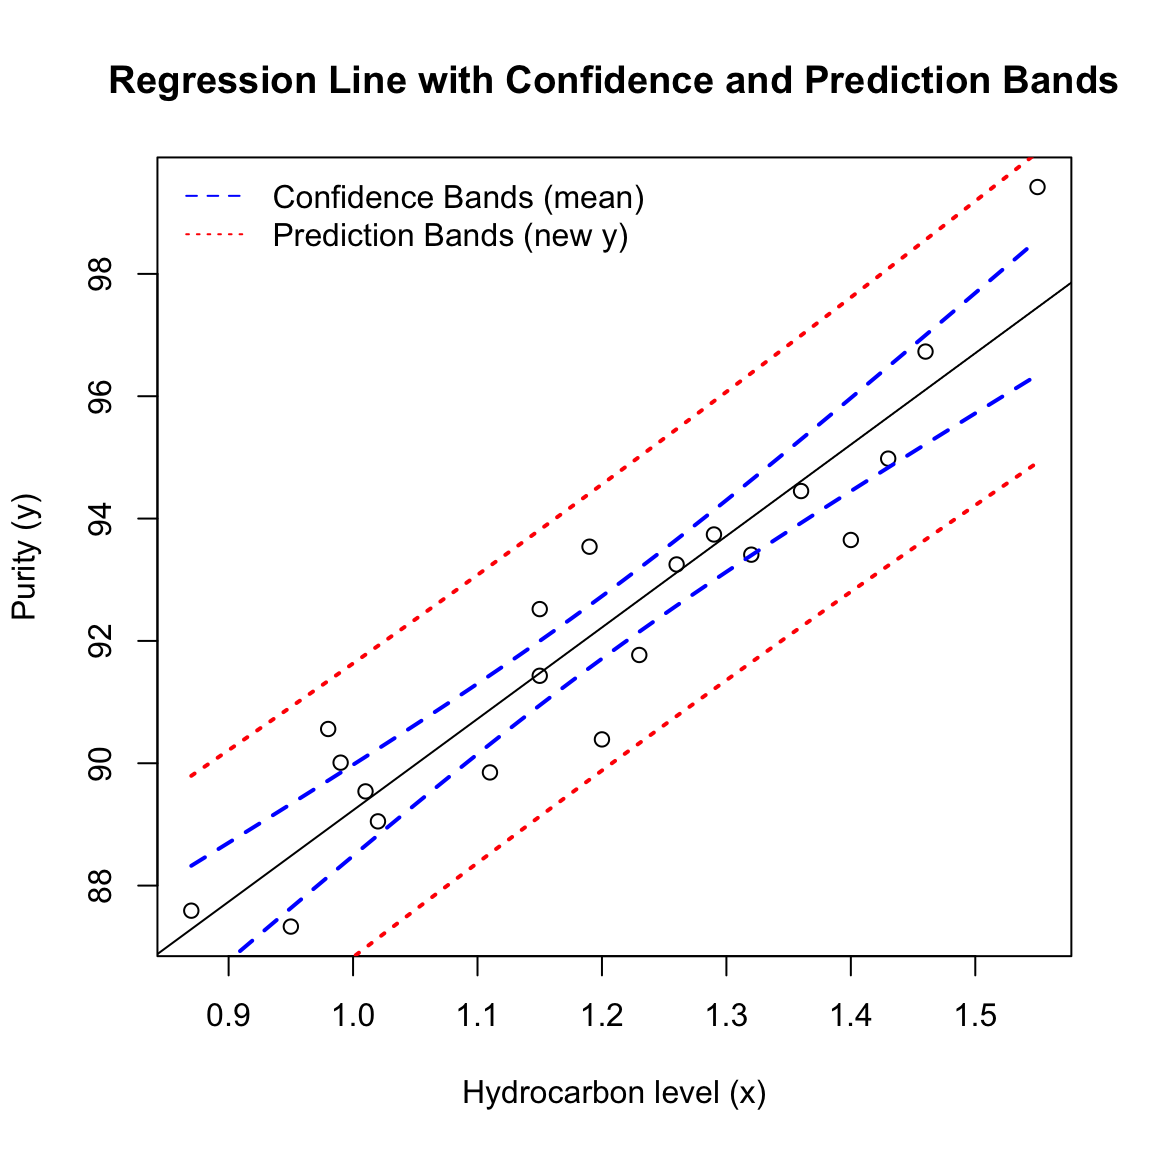 Regression Line with Confidence and Prediction Bands
Confidence Bands (mean)
Prediction Bands (new y)
98
96
94
92
90
88
Purity (y)
0.9 1.0 1.1 1.2 1.3 1.4 1.5
Hydrocarbon level (x)